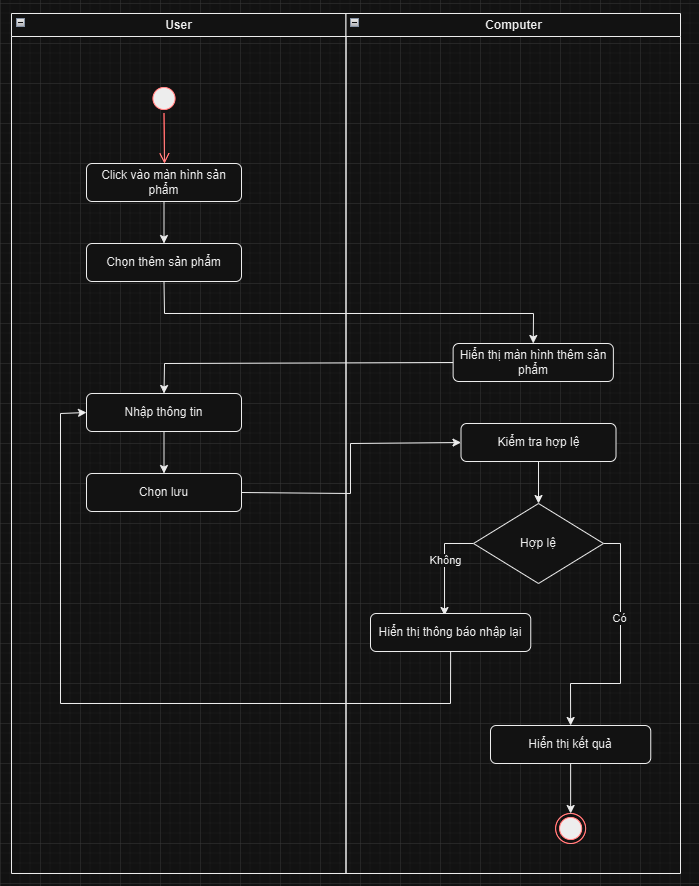 User
Computer
Click vào màn hình sản
phẩm
Chọn thêm sản phẩm
Hiển thị màn hình thêm sản
phẩm
Nhập thông tin
Kiểm tra hợp lệ
Chọn lưu
Hợp lệ
Không
Có
Hiển thị thông báo nhập lại
Hiển thị kết quả